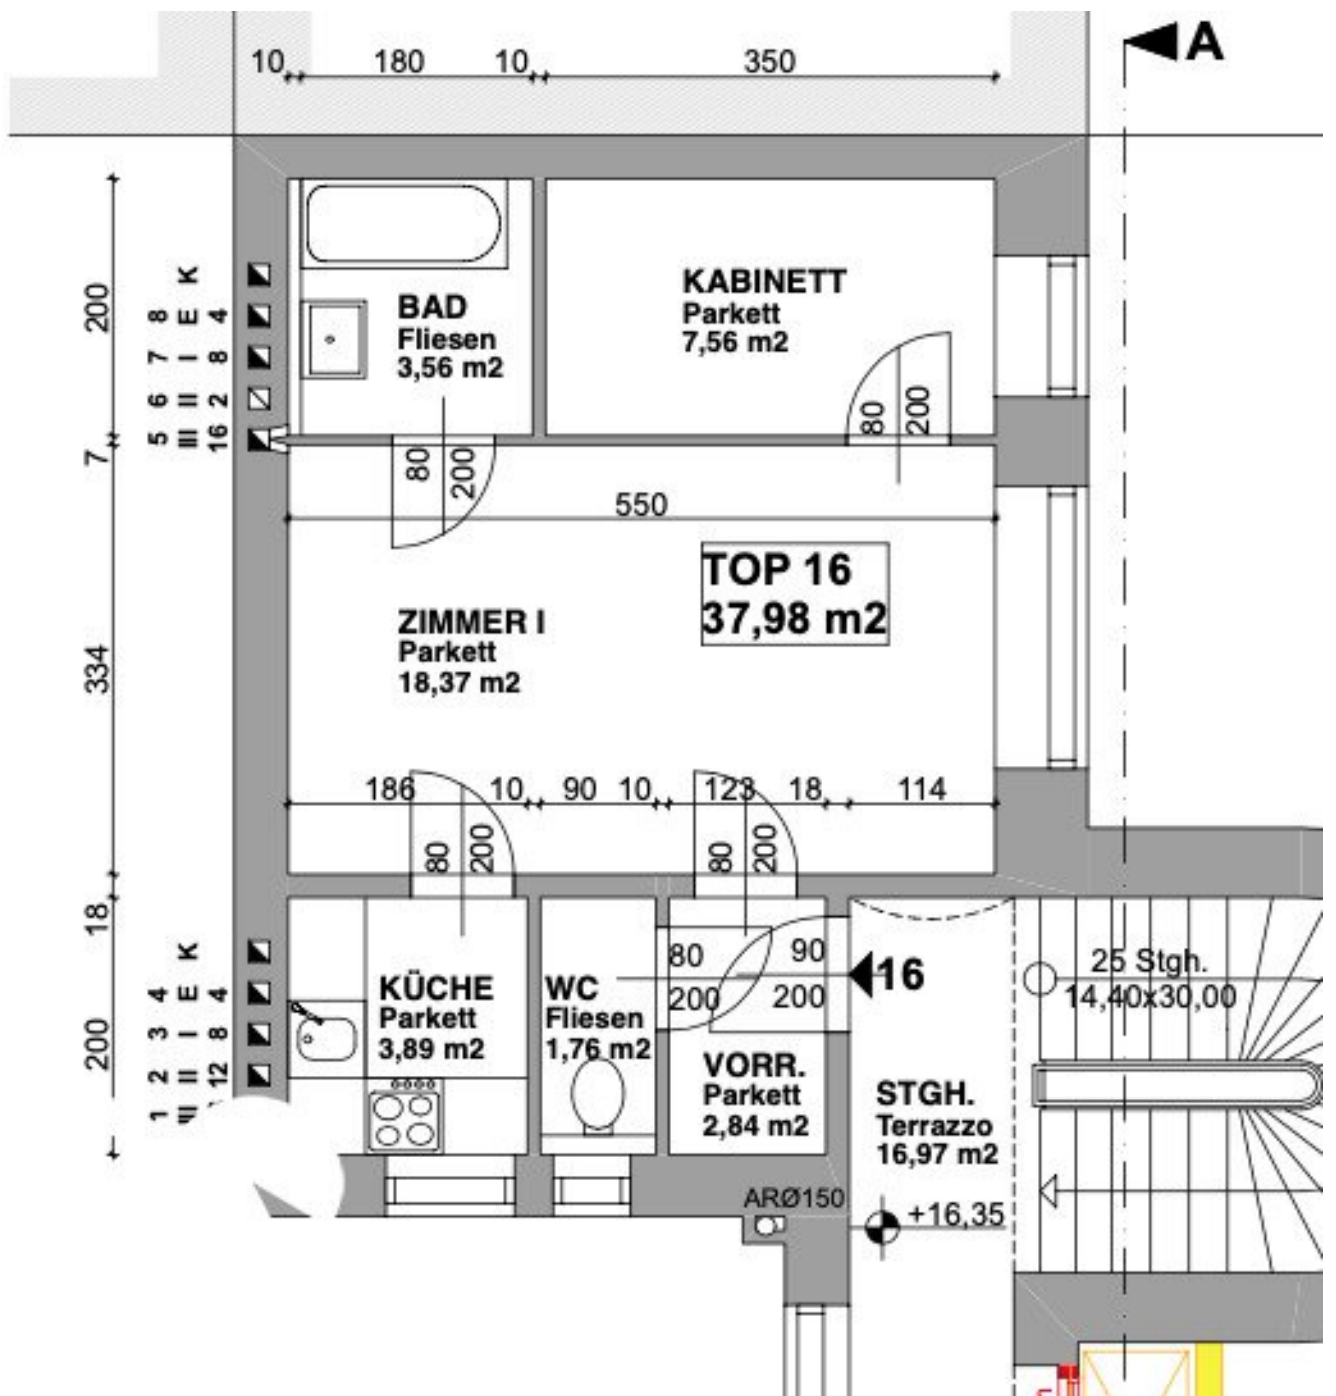 A
10 180 10 350
200
7
334
18
200
K
8 E 4
7 I 8
6 II 2
5 III 16
BAD
Fliesen
3,56 m2
KABINETT
Parkett
7,56 m2
80 200
80 200
550
TOP 16
37,98 m2
ZIMMER I
Parkett
18,37 m2
186 10 90 10 123 18 114
80 200
80 200
K
4 E 4
3 I 8
2 II 12
1
KÜCHE
Parkett
3,89 m2
WC
Fliesen
1,76 m2
80
200
90
200
16
VORR.
Parkett
2,84 m2
25 Stgh.
14,40x30,00
STGH.
Terrazzo
16,97 m2
ARØ150
+16,35